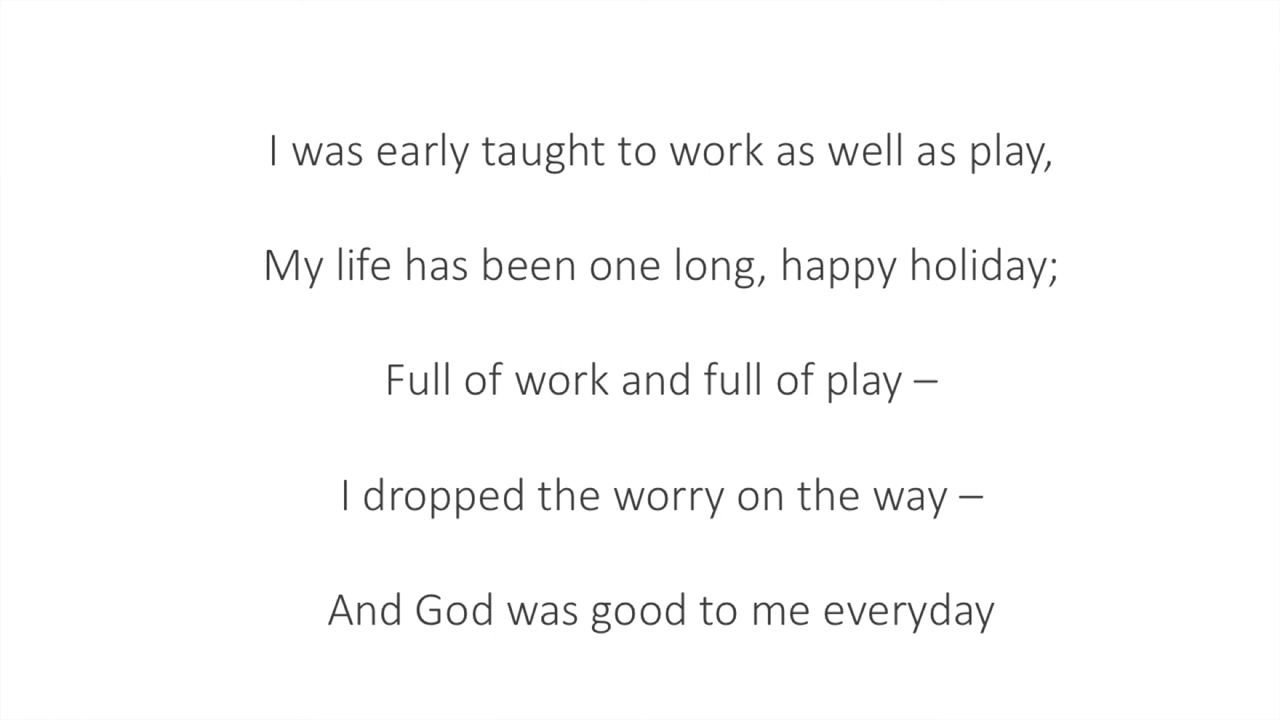 I was early taught to work as well as play,
My life has been one long, happy holiday;
Full of work and full of play –
I dropped the worry on the way –
And God was good to me everyday